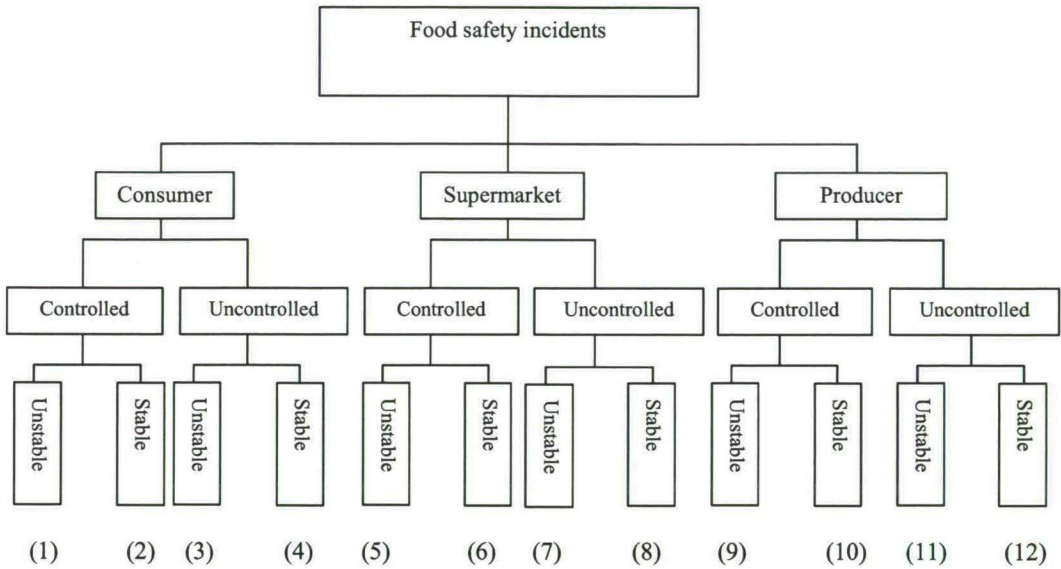 Food safety incidents
Consumer Supermarket Producer
Controlled Uncontrolled Controlled Uncontrolled Controlled Uncontrolled
Unstable Stable Unstable Stable Unstable Stable Unstable Stable Unstable Stable Unstable Stable
(1) (2) (3) (4) (5) (6) (7) (8) (9) (10) (11) (12)